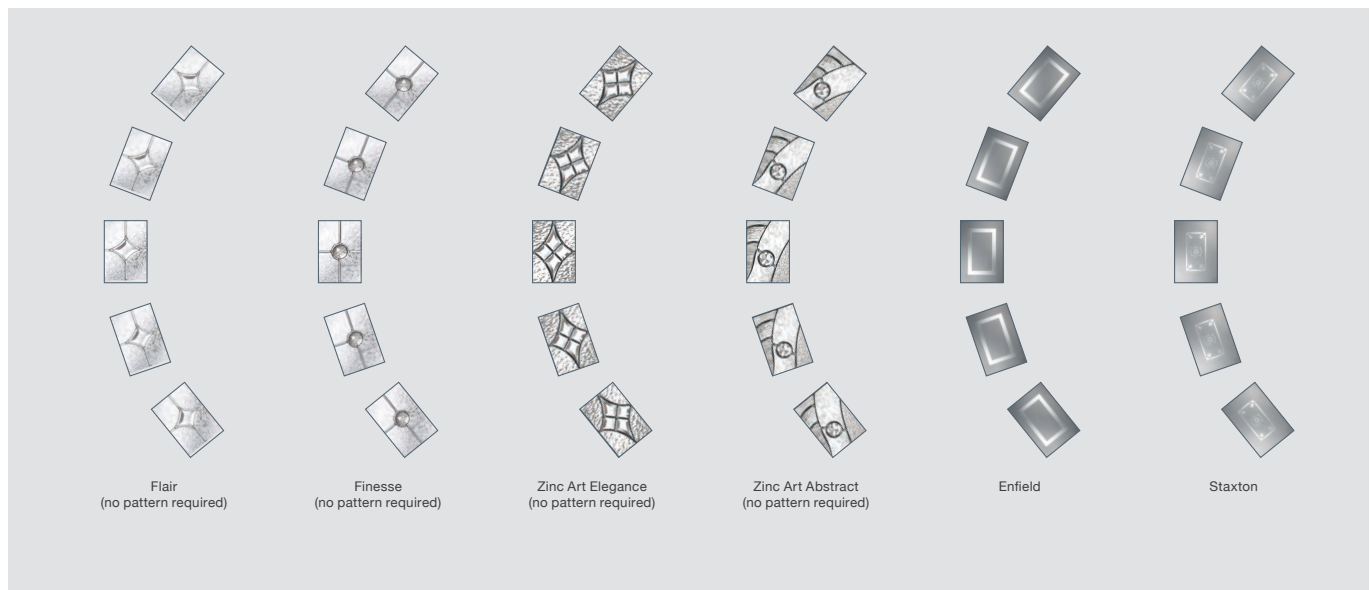 Flair
(no pattern required)
Finesse
(no pattern required)
Zinc Art Elegance
(no pattern required)
Zinc Art Abstract
(no pattern required)
Enfield
Staxton